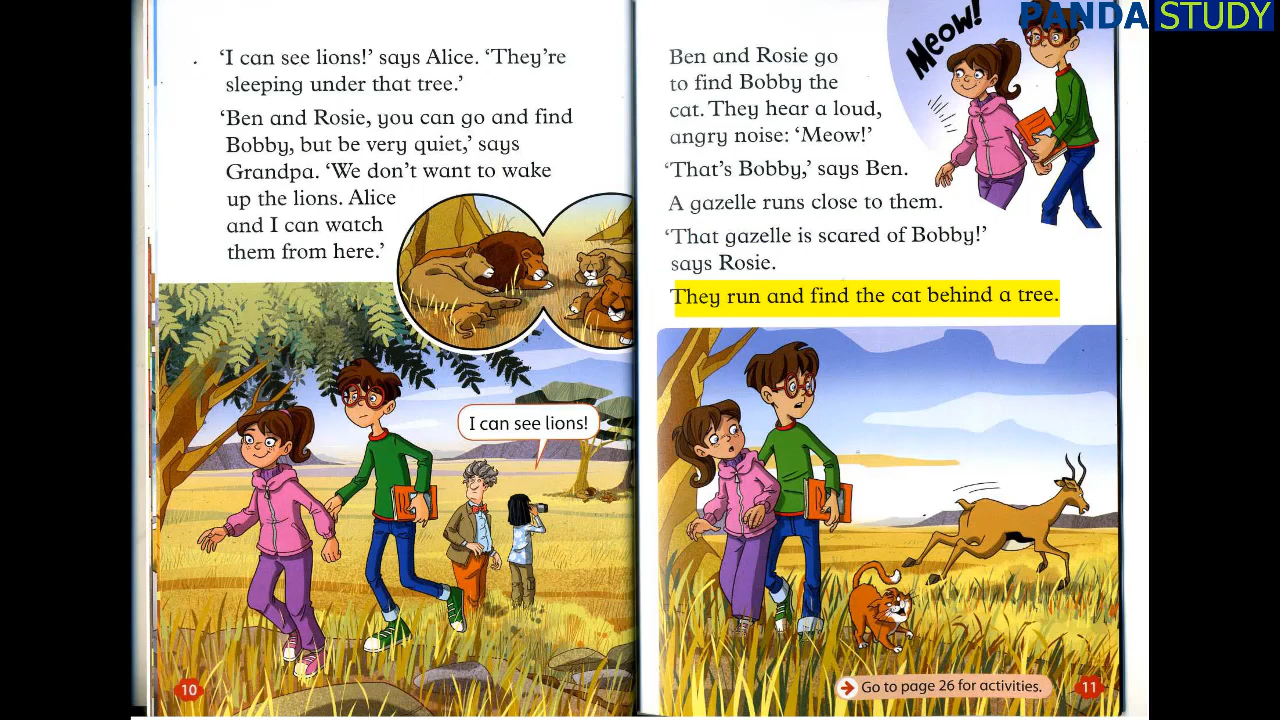 ‘I can see lions!’ says Alice. ‘They’re
sleeping under that tree.’
‘Ben and Rosie, you can go and find
Bobby, but be very quiet,’ says
Grandpa. ‘We don’t want to wake
up the lions. Alice
and I can watch
them from here.’
I can see lions!
10
PANDA STUDY
Meow!
Ben and Rosie go
to find Bobby the
cat. They hear a loud,
angry noise: ‘Meow!’
‘That’s Bobby,’ says Ben.
A gazelle runs close to them.
‘That gazelle is scared of Bobby!’
says Rosie.
They run and find the cat behind a tree.
Go to page 26 for activities.
11